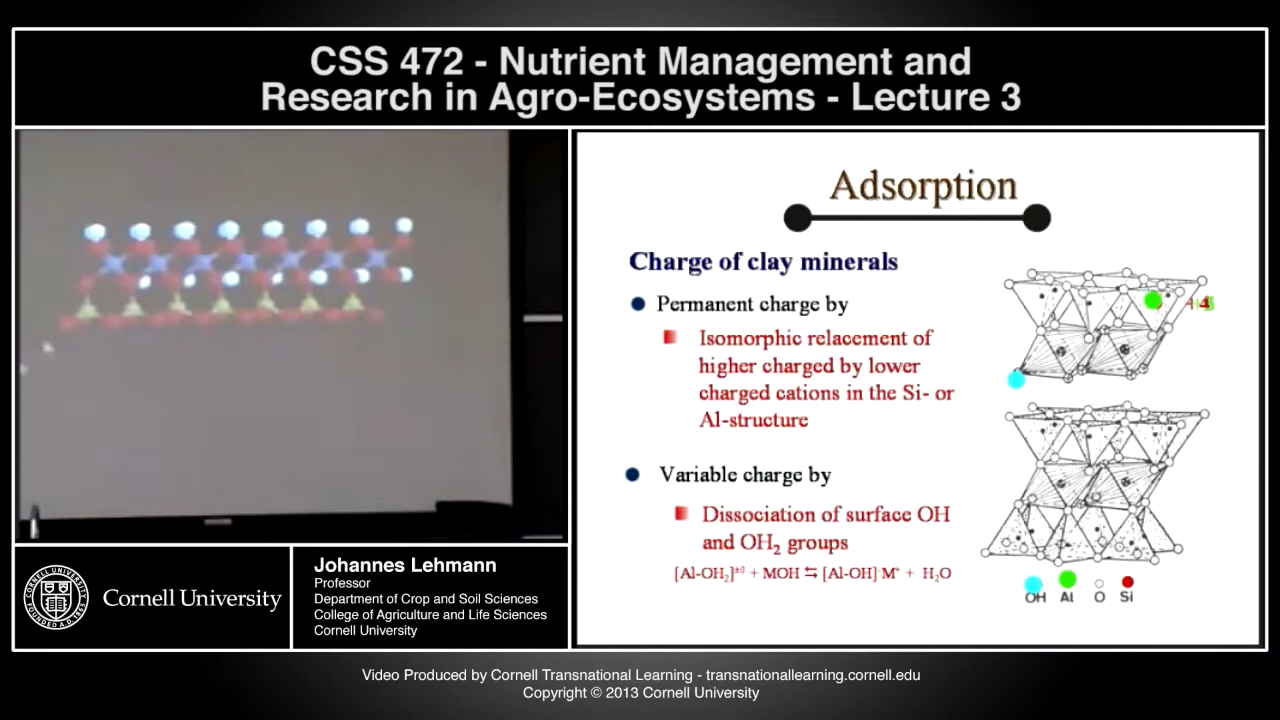 CSS 472 - Nutrient Management and
Research in Agro-Ecosystems - Lecture 3
Adsorption
Charge of clay minerals
Permanent charge by
Isomorphic relacement of
higher charged by lower
charged cations in the Si- or
Al-structure
Variable charge by
Dissociation of surface OH
and OH₂ groups
+ MOH ⇆ [Al-OH]⁻M⁺ + H₂O
OH Al O Si
Cornell University
Johannes Lehmann
Professor
Department of Crop and Soil Sciences
College of Agriculture and Life Sciences
Cornell University
Video Produced by Cornell Transnational Learning - transnationallearning.cornell.edu
Copyright © 2013 Cornell University